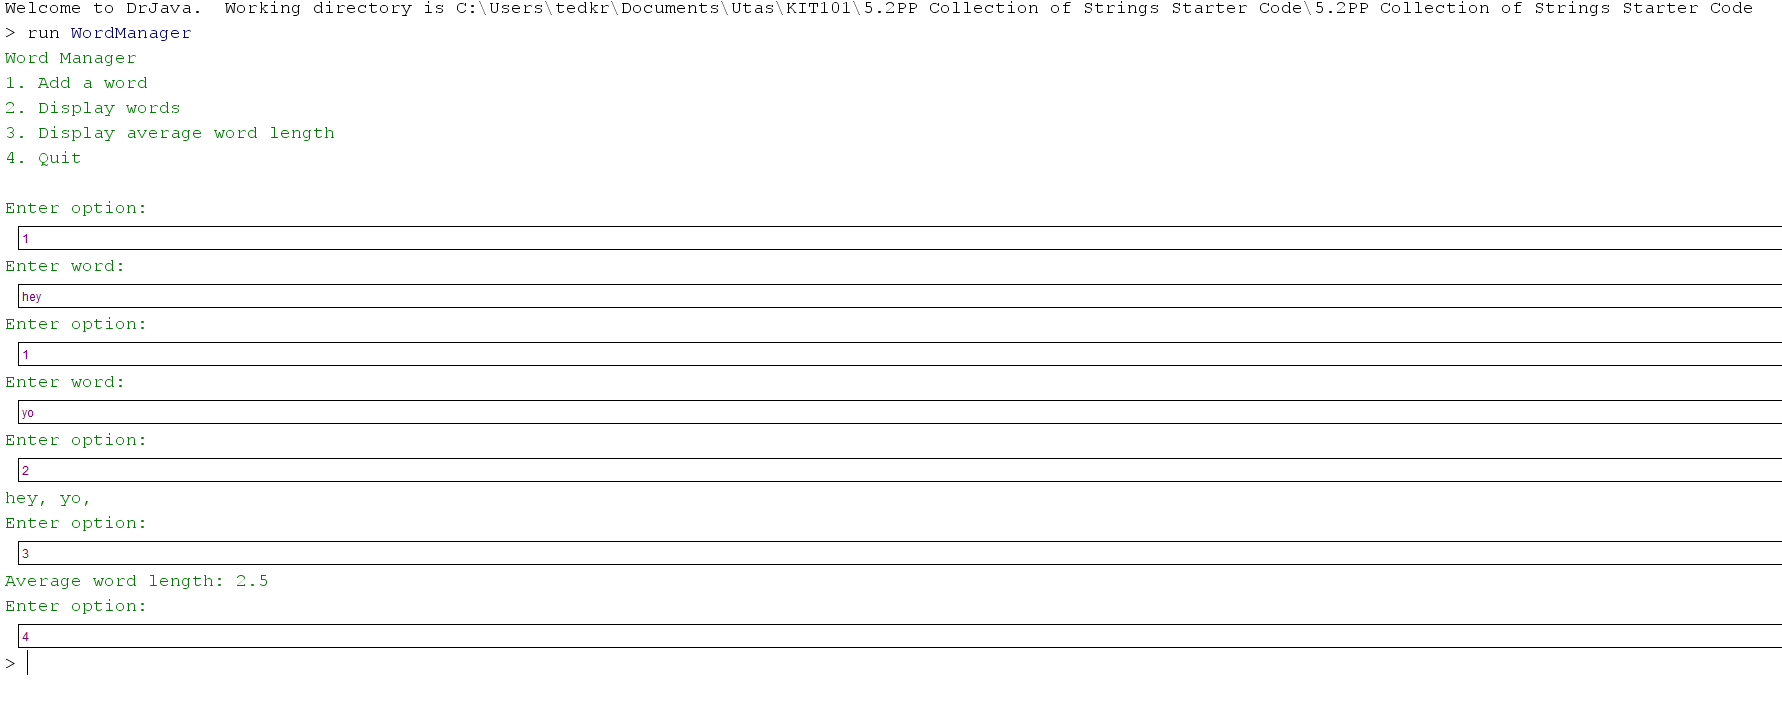 Welcome to DrJava.  Working directory is C:\Users\tedkr\Documents\Utas\KIT101\5.2PP Collection of Strings Starter Code\5.2PP Collection of Strings Starter Code
> run WordManager
Word Manager
1. Add a word
2. Display words
3. Display average word length
4. Quit
Enter option:
1
Enter word:
hey
Enter option:
1
Enter word:
yo
Enter option:
2
hey, yo,
Enter option:
3
Average word length: 2.5
Enter option:
4
>